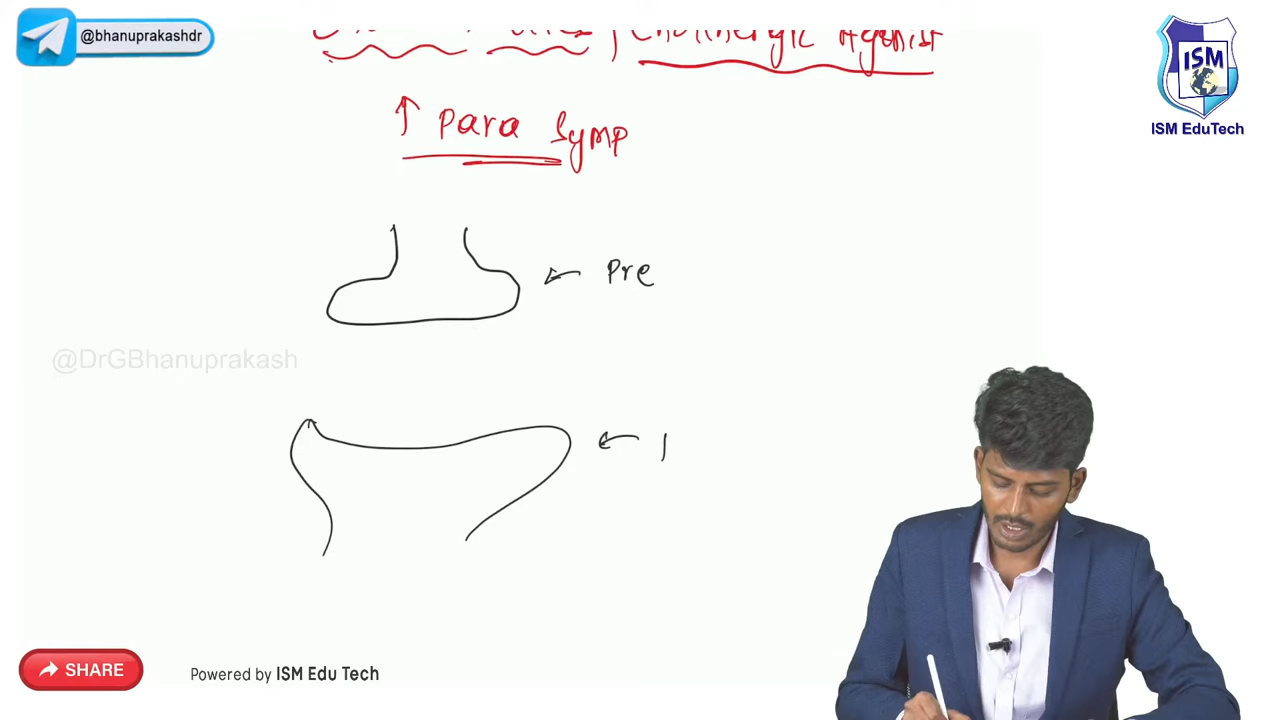 @bhanuprakashdr
| Cholinergic Agonist
ISM
ISM EduTech
↑ Para Symp
← Pre
@DrGBhanuprakash
←
SHARE
Powered by ISM Edu Tech